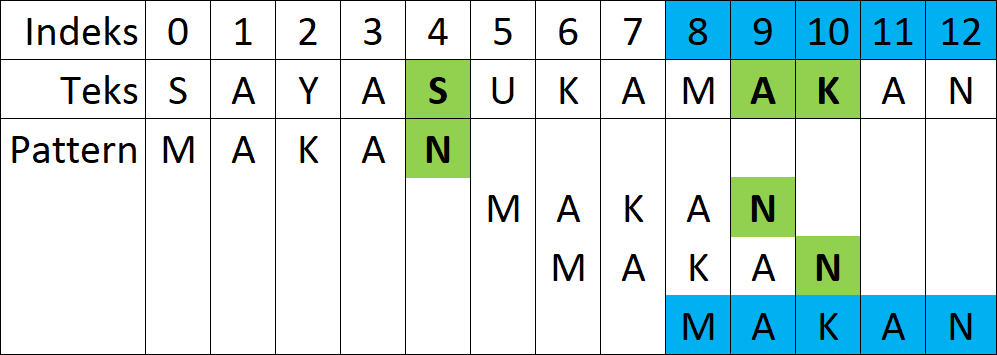 Indeks 0 1 2 3 4 5 6 7 8 9 10 11 12
Teks S A Y A S U K A M A K A N
Pattern M A K A N
M A K A N
M A K A N
M A K A N